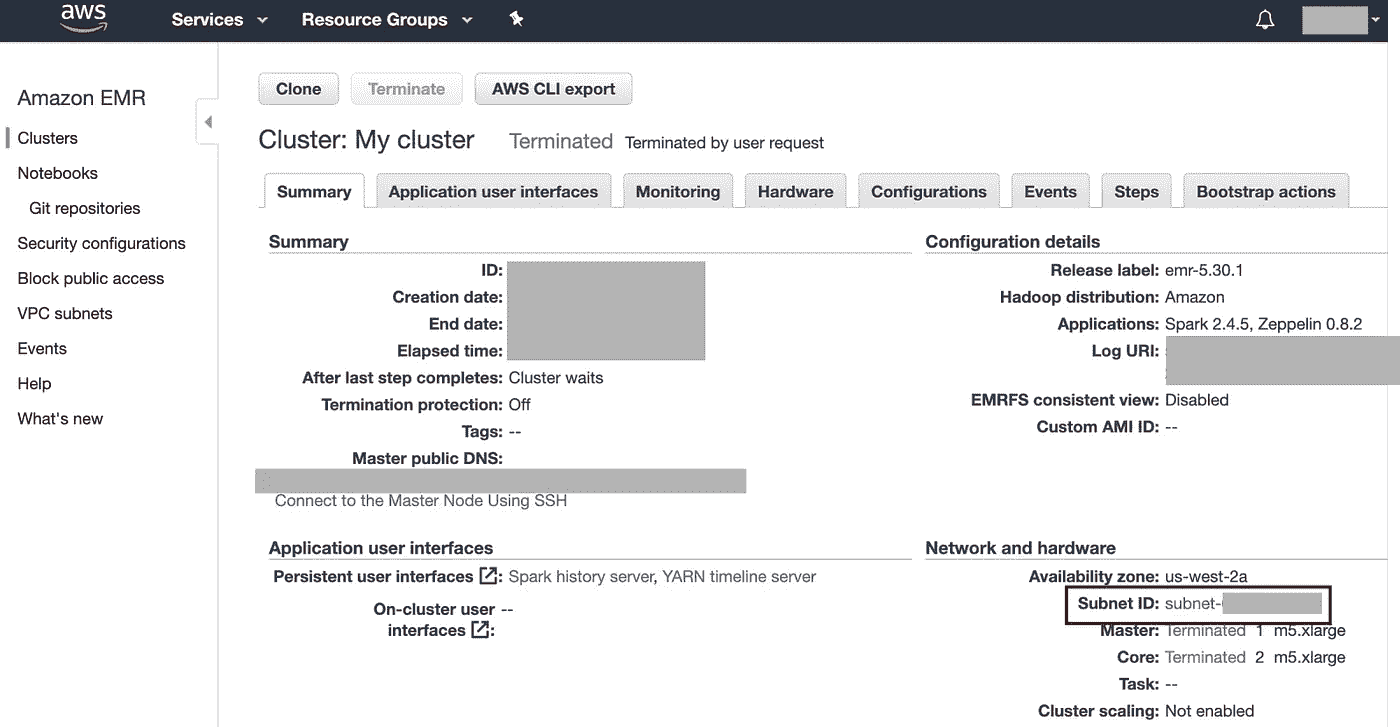 aws Services Resource Groups
Amazon EMR
Clusters
Notebooks
Git repositories
Security configurations
Block public access
VPC subnets
Events
Help
What's new
Clone Terminate AWS CLI export
Cluster: My cluster Terminated Terminated by user request
Summary Application user interfaces Monitoring Hardware Configurations Events Steps Bootstrap actions
Summary
ID:
Creation date:
End date:
Elapsed time:
After last step completes: Cluster waits
Termination protection: Off
Tags: --
Master public DNS:
Connect to the Master Node Using SSH
Configuration details
Release label: emr-5.30.1
Hadoop distribution: Amazon
Applications: Spark 2.4.5, Zeppelin 0.8.2
Log URI:
EMRFS consistent view: Disabled
Custom AMI ID: --
Application user interfaces
Persistent user interfaces : Spark history server, YARN timeline server
On-cluster user --
interfaces :
Network and hardware
Availability zone: us-west-2a
Subnet ID: subnet-
Master: Terminated 1 m5.xlarge
Core: Terminated 2 m5.xlarge
Task: --
Cluster scaling: Not enabled